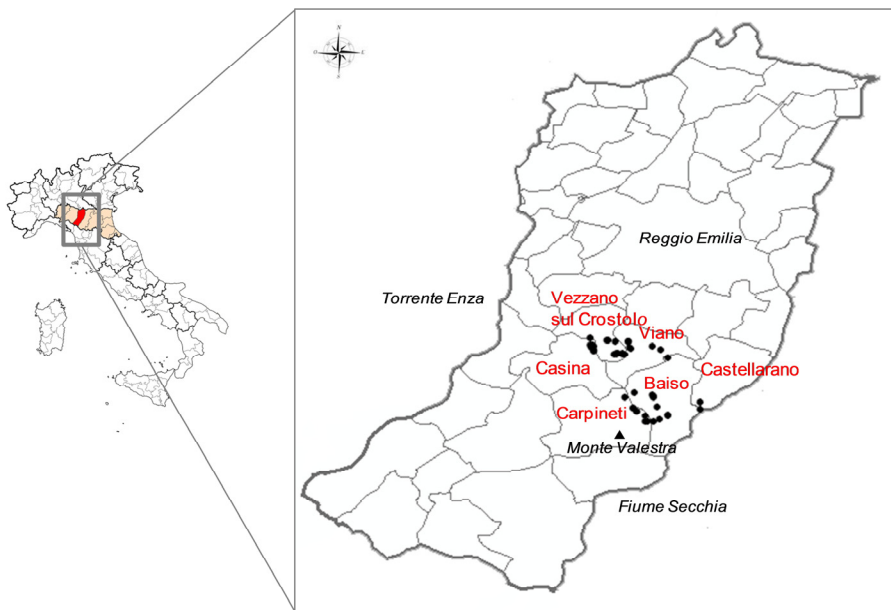 N
E
S
Reggio Emilia
Torrente Enza
Vezzano
sul Crostolo
Viano
Casina
Castellarano
Baiso
Carpineti
Monte Valestra
Fiume Secchia